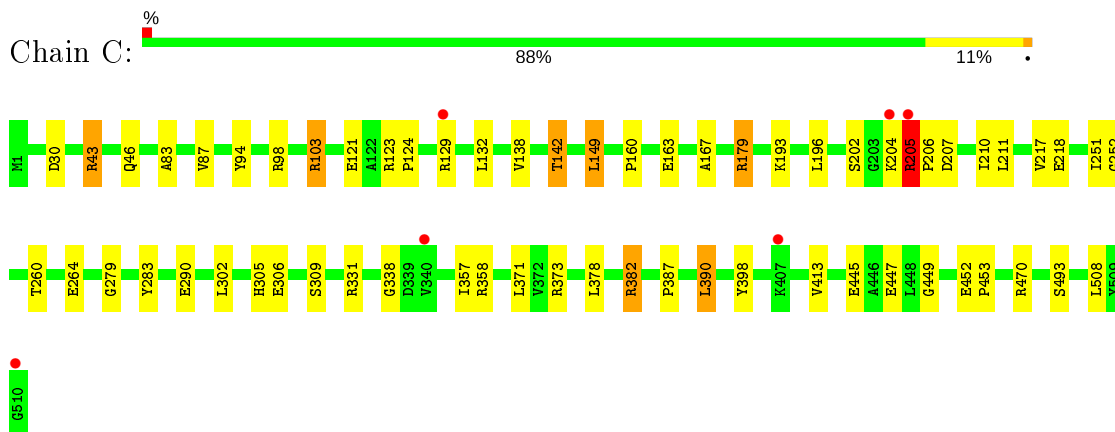 %
Chain C:
88% 11% •
M1 D30 R43 Q46 A83 V87 Y94 R98 R103 E121 A122 R123 P124 R129 L132 V138 T142 L149 P160 E163 A167 R179 K193 L196 S202 G203 K204 R205 P206 D207 I210 L211 V217 E218 I251
T260 E264 G279 Y283 E290 L302 H305 E306 S309 R331 G338 D339 V340 I357 R358 L371 V372 R373 L378 R382 P387 L390 Y398 K407 V413 E445 A446 E447 L448 G449 E452 P453 R470 S493 L508
G510